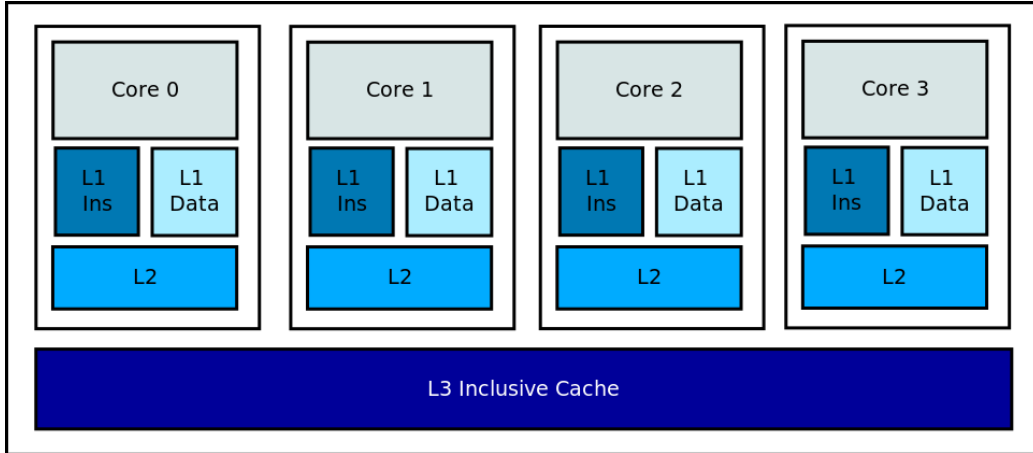 Core 0
Core 1
Core 2
Core 3
L1
Ins
L1
Data
L1
Ins
L1
Data
L1
Ins
L1
Data
L1
Ins
L1
Data
L2
L2
L2
L2
L3 Inclusive Cache